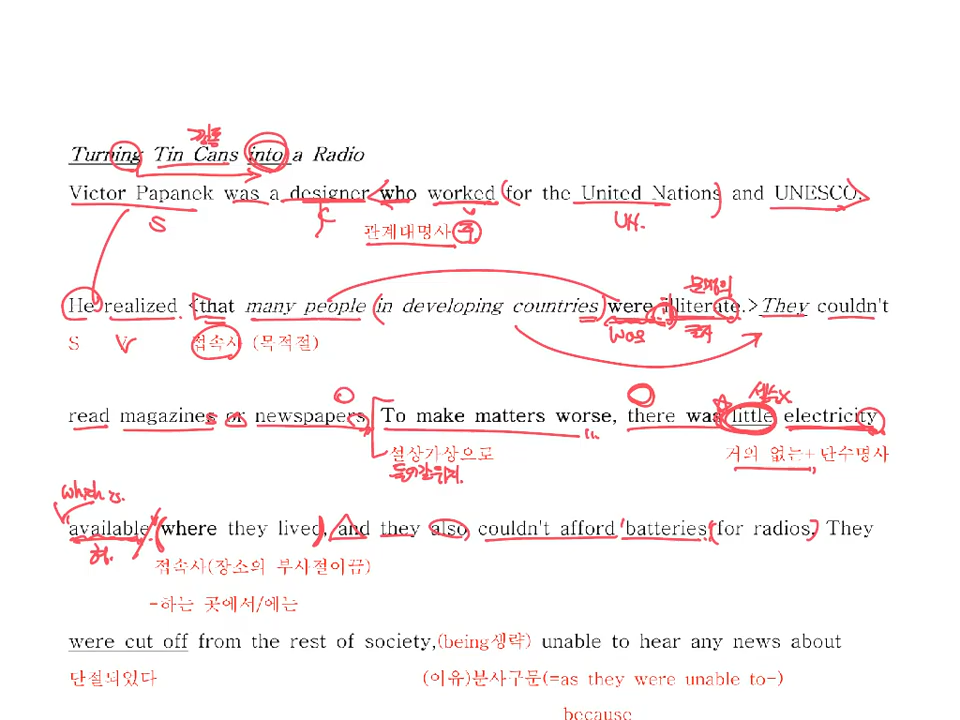 Turning Tin Cans into a Radio
Victor Papanek was a designer who worked for the United Nations and UNESCO.
S C 관계대명사 주 UN.
He realized <that many people in developing countries were illiterate.> They couldn't
S V 접속사 (목적절) was
read magazines or newspapers. To make matters worse, there was little electricity
설상가상으로 거의 없는+ 단수명사
which is
available where they lived, and they also couldn't afford batteries for radios. They
형. 접속사(장소의 부사절이끔)
-하는 곳에서/에는
were cut off from the rest of society,(being생략) unable to hear any news about
단절되있다 (이유)분사구문(=as they were unable to-)
because